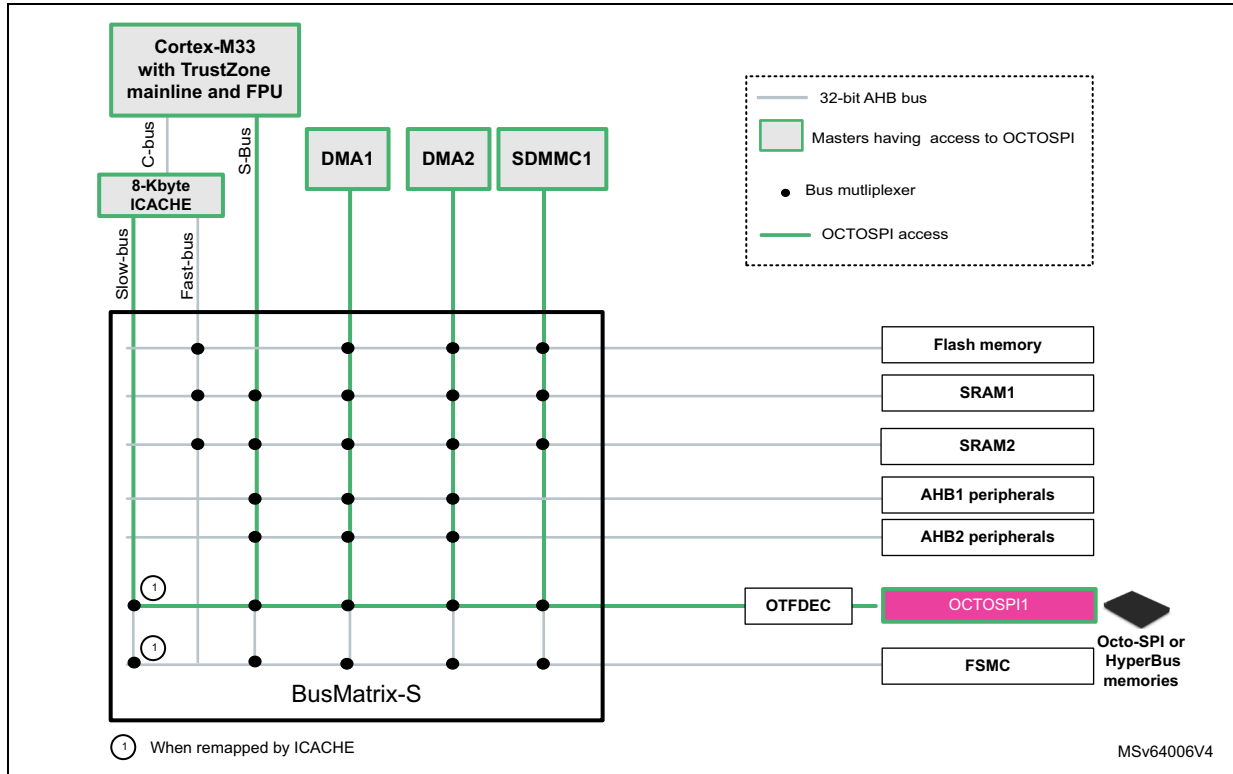 Cortex-M33
with TrustZone
mainline and FPU
C-bus
S-Bus
8-Kbyte
ICACHE
Slow-bus
Fast-bus
DMA1
DMA2
SDMMC1
32-bit AHB bus
Masters having access to OCTOSPI
Bus mutliplexer
OCTOSPI access
Flash memory
SRAM1
SRAM2
AHB1 peripherals
AHB2 peripherals
1
OTFDEC
OCTOSPI1
Octo-SPI or
HyperBus
memories
1
FSMC
BusMatrix-S
1 When remapped by ICACHE
MSv64006V4